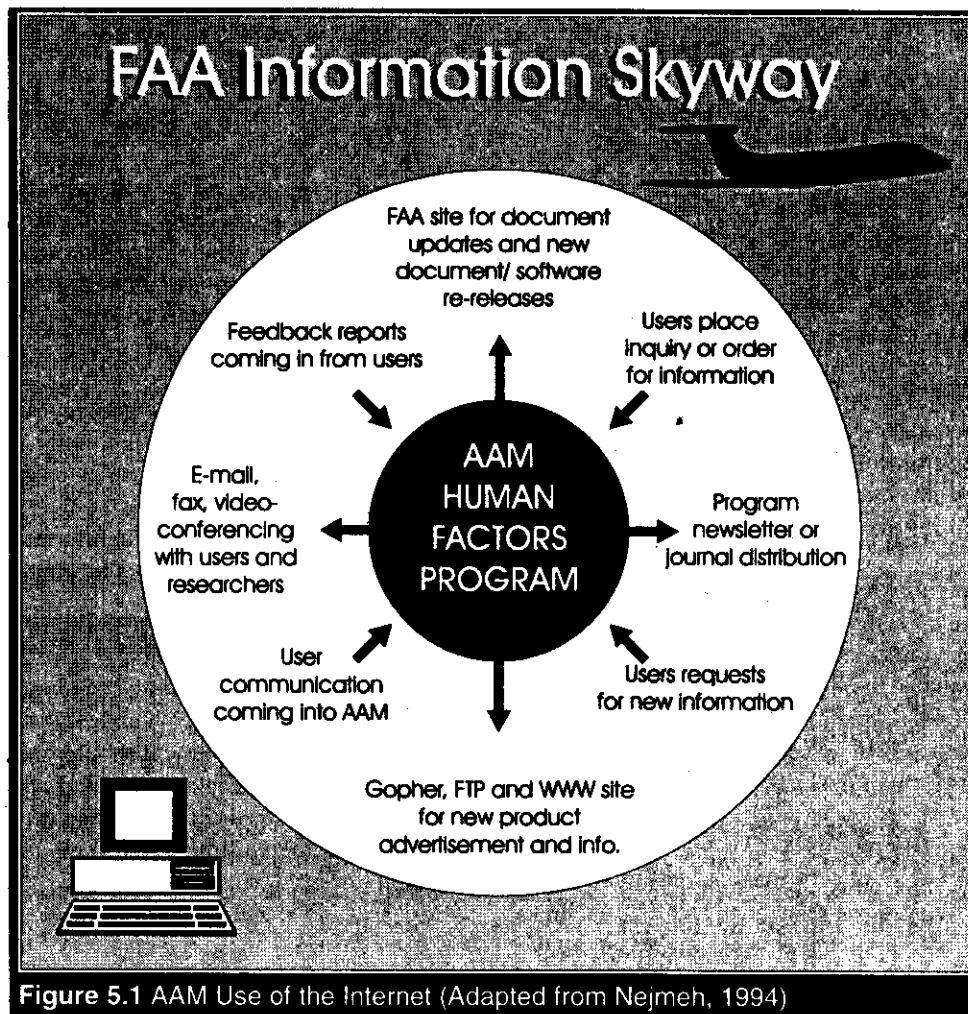 FAA Information Skyway
FAA site for document
updates and new
document/ software
re-releases
Users place
inquiry or order
for information
Program
newsletter or
journal distribution
Users requests
for new information
Gopher, FTP and WWW site
for new product
advertisement and info.
User
communication
coming into AAM
E-mail,
fax, video-
conferencing
with users and
researchers
Feedback reports
coming in from users
AAM
HUMAN
FACTORS
PROGRAM
Figure 5.1 AAM Use of the Internet (Adapted from Nejmeh, 1994)